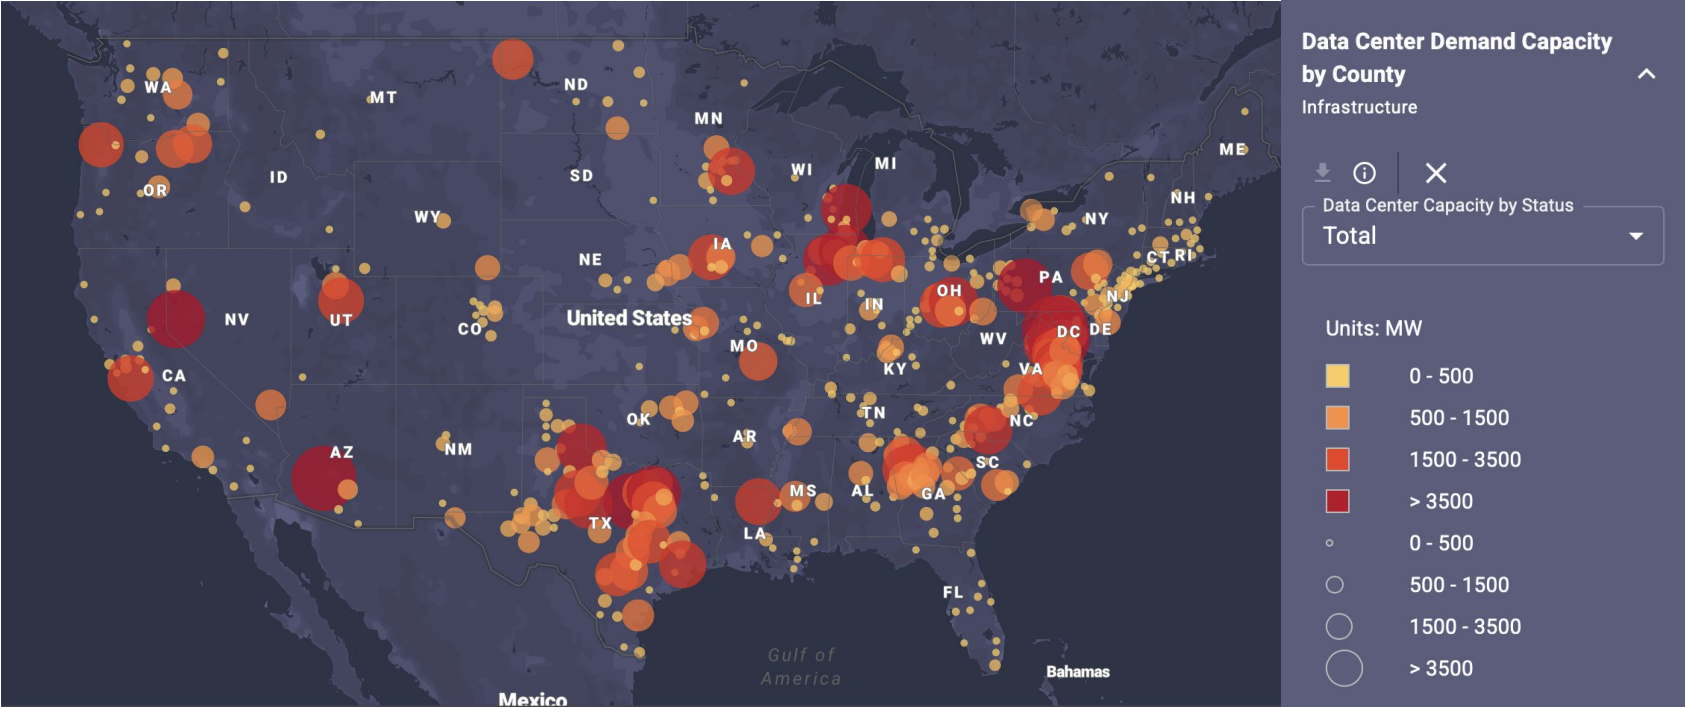 WA
MT
ND
MN
ME
OR
ID
SD
WI
MI
WY
NH
NY
IA
NE
CT
RI
PA
OH
NJ
IL
IN
NV
UT
CO
United States
DC
DE
MO
WV
KY
VA
CA
TN
NC
OK
AR
AZ
NM
SC
MS
AL
GA
TX
LA
FL
Gulf of
America
Bahamas
Mexico
Data Center Demand Capacity
by County
Infrastructure
Data Center Capacity by Status
Total
Units: MW
0 - 500
500 - 1500
1500 - 3500
> 3500
0 - 500
500 - 1500
1500 - 3500
> 3500